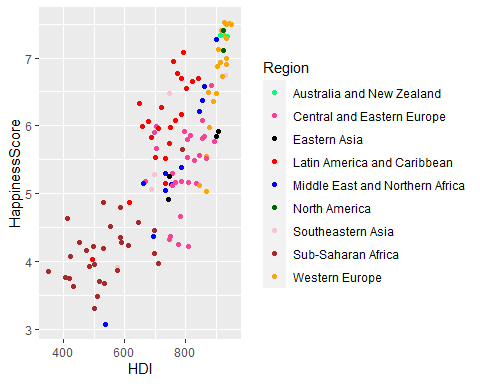 HappinessScore
7
6
5
4
3
400
600
800
HDI
Region
Australia and New Zealand
Central and Eastern Europe
Eastern Asia
Latin America and Caribbean
Middle East and Northern Africa
North America
Southeastern Asia
Sub-Saharan Africa
Western Europe